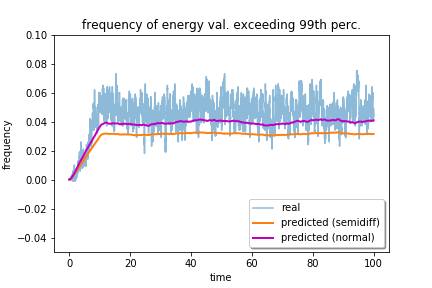 frequency of energy val. exceeding 99th perc.
0.10
0.08
0.06
0.04
0.02
0.00
−0.02
−0.04
frequency
0
20
40
60
80
100
time
real
predicted (semidiff)
predicted (normal)